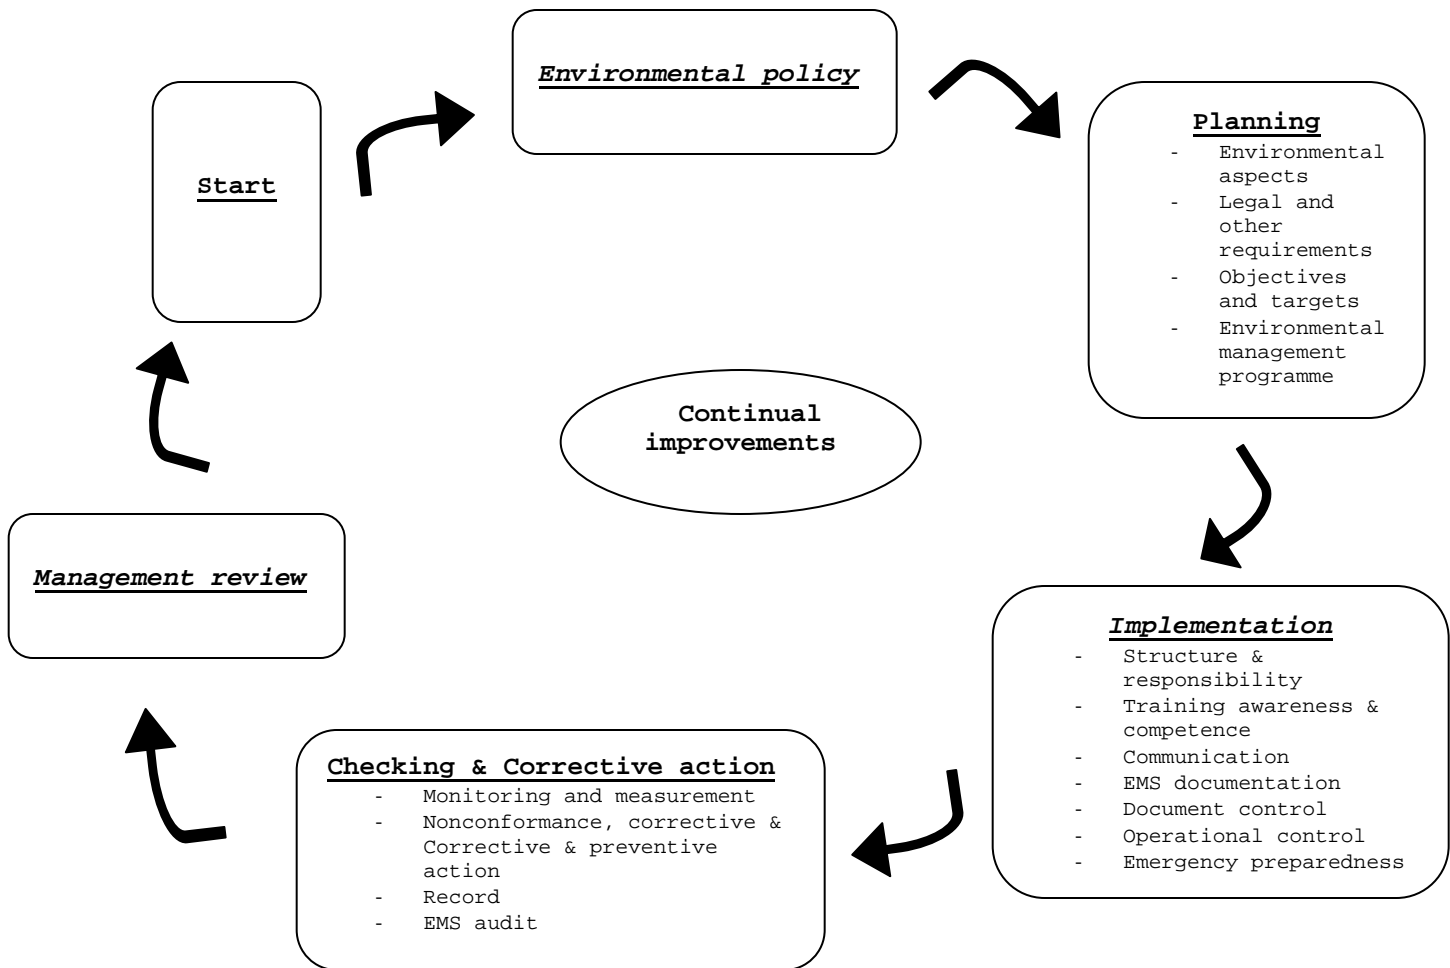 Environmental policy
Start
Planning
- Environmental
aspects
- Legal and
other
requirements
- Objectives
and targets
- Environmental
management
programme
Continual
improvements
Management review
Implementation
- Structure &
responsibility
- Training awareness &
competence
- Communication
- EMS documentation
- Document control
- Operational control
- Emergency preparedness
Checking & Corrective action
- Monitoring and measurement
- Nonconformance, corrective &
Corrective & preventive
action
- Record
- EMS audit